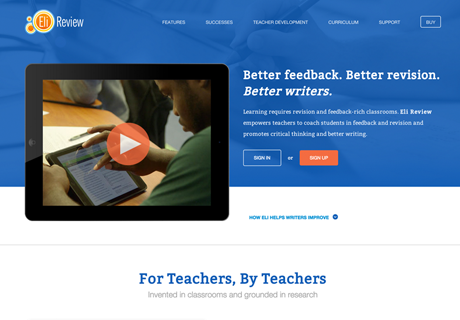 Eli Review
FEATURES
SUCCESSES
TEACHER DEVELOPMENT
CURRICULUM
SUPPORT
BUY
Better feedback. Better revision.
Better writers.
Learning requires revision and feedback-rich classrooms. Eli Review
empowers teachers to coach students in feedback and revision and
promotes critical thinking and better writing.
SIGN IN
or
SIGN UP
HOW ELI HELPS WRITERS IMPROVE
For Teachers, By Teachers
Invented in classrooms and grounded in research